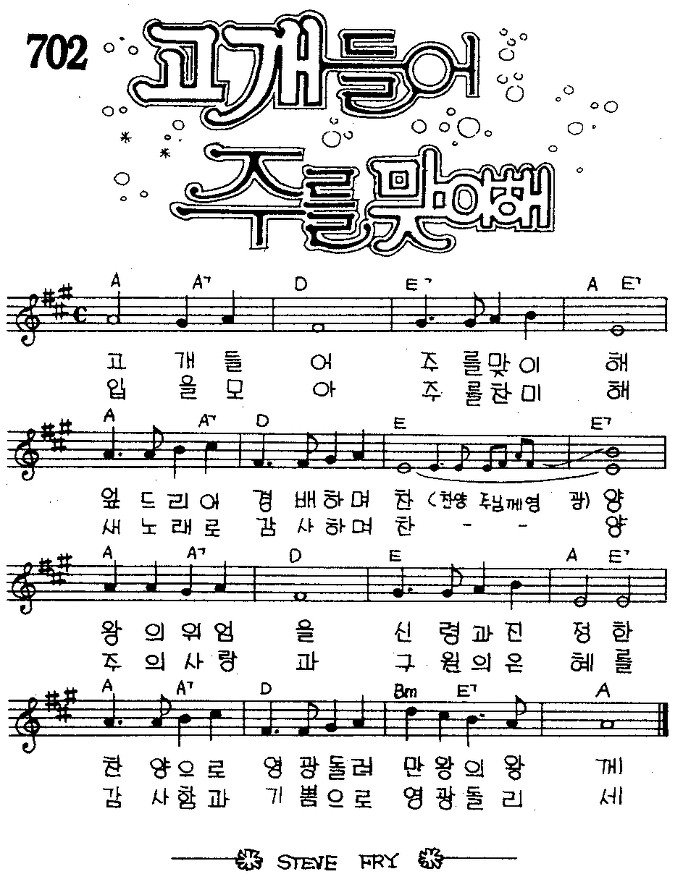 702
고개들어
주를 맞이해
A A7 D E7 A E7
고 개 들 어 주 를 맞 이 해
입 을 모 아 주 를 찬 미 해
A A7 D E E7
엎 드 리 어 경 배 하 며 찬 (찬양 주님께 영 광) 양
새 노 래 로 감 사 하 며 찬 - - 양
A A7 D E A E7
왕 의 위 엄 을 신 령 과 진 정 한
주 의 사 랑 과 구 원 의 은 혜 를
A A7 D Bm E7 A
찬 양 으 로 영 광 돌 려 만 왕 의 왕 께
감 사 함 과 기 쁨 으 로 영 광 돌 리 세
STEVE FRY